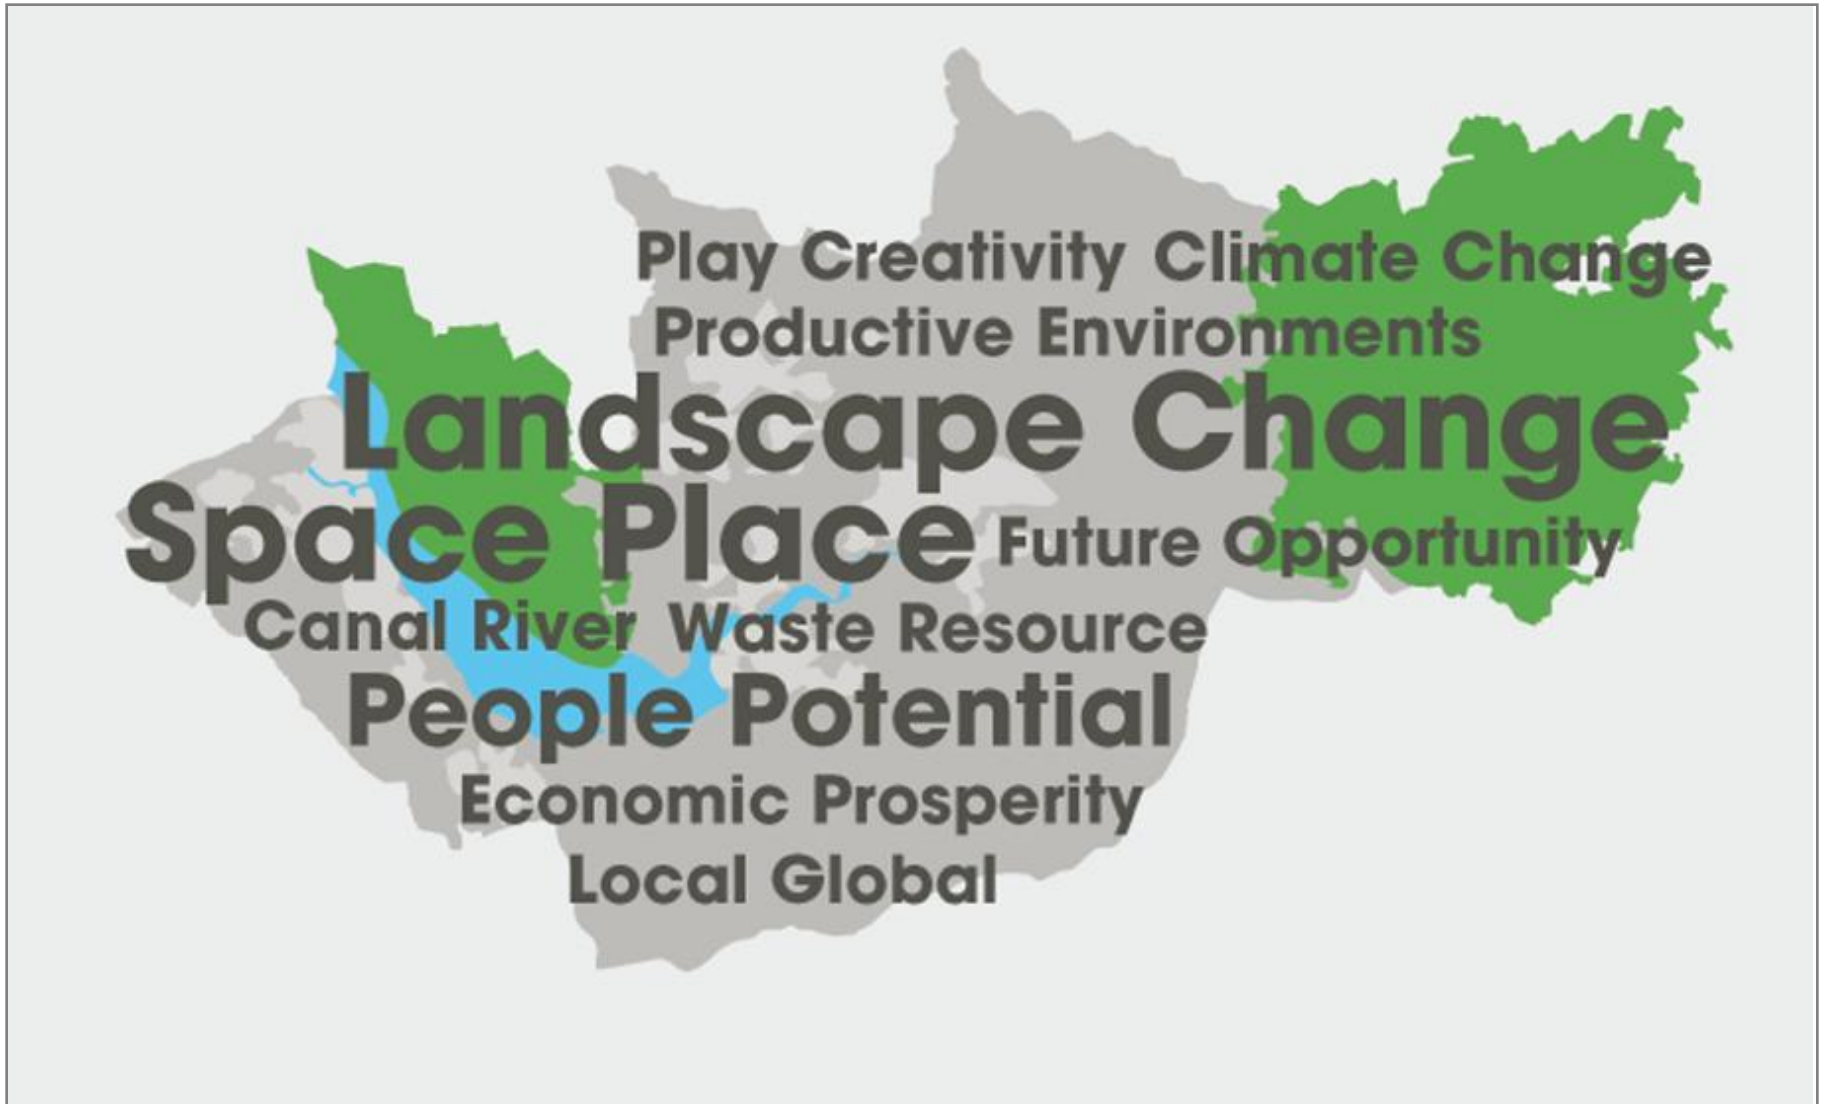 Play Creativity Climate Change
Productive Environments
Landscape Change
Space Place Future Opportunity
Canal River Waste Resource
People Potential
Economic Prosperity
Local Global